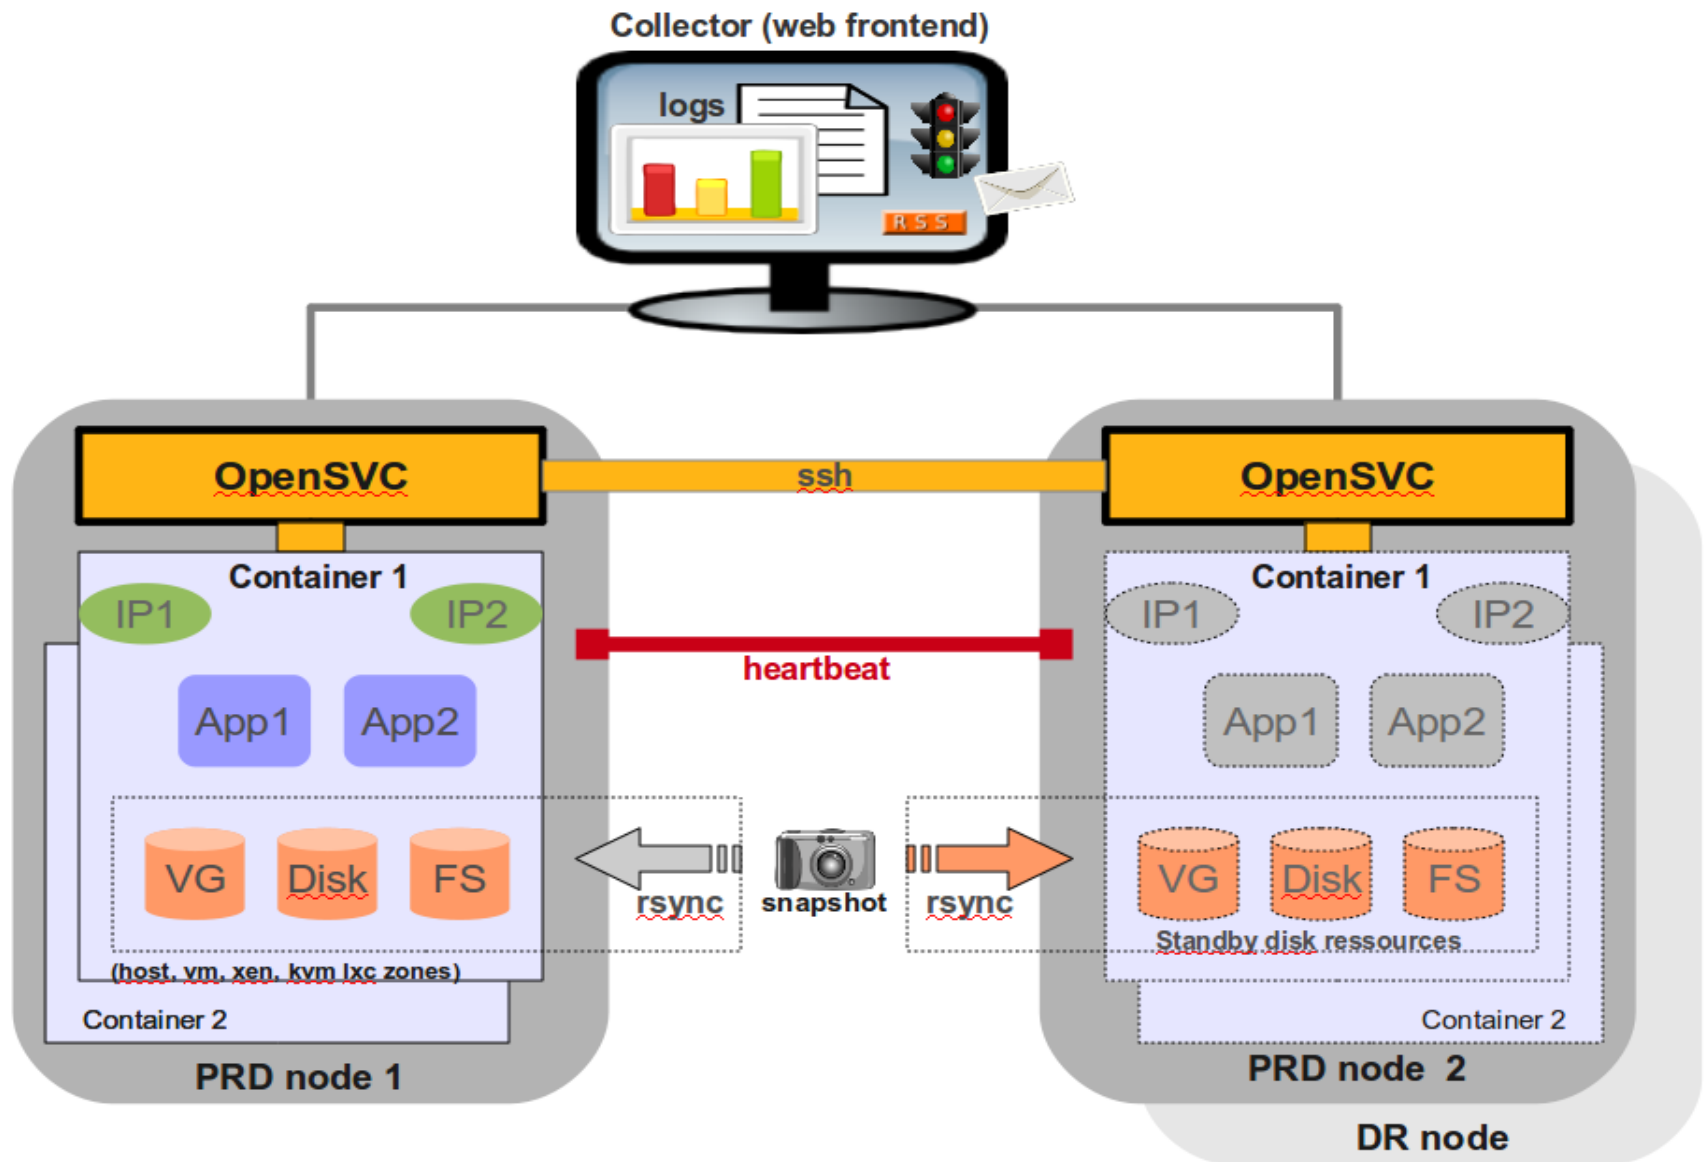 Collector (web frontend)
logs
RSS
OpenSVC
ssh
OpenSVC
Container 1
IP1
IP2
App1
App2
VG
Disk
FS
(host, vm, xen, kvm lxc zones)
Container 2
PRD node 1
heartbeat
rsync
snapshot
rsync
Container 1
IP1
IP2
App1
App2
VG
Disk
FS
Standby disk ressources
Container 2
PRD node 2
DR node